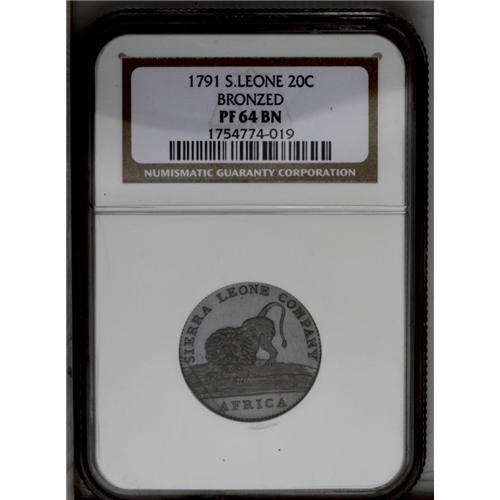 1791 S.LEONE 20C
BRONZED
PF 64 BN
1754774-019
NUMISMATIC GUARANTY CORPORATION
SIERRA LEONE COMPANY
AFRICA